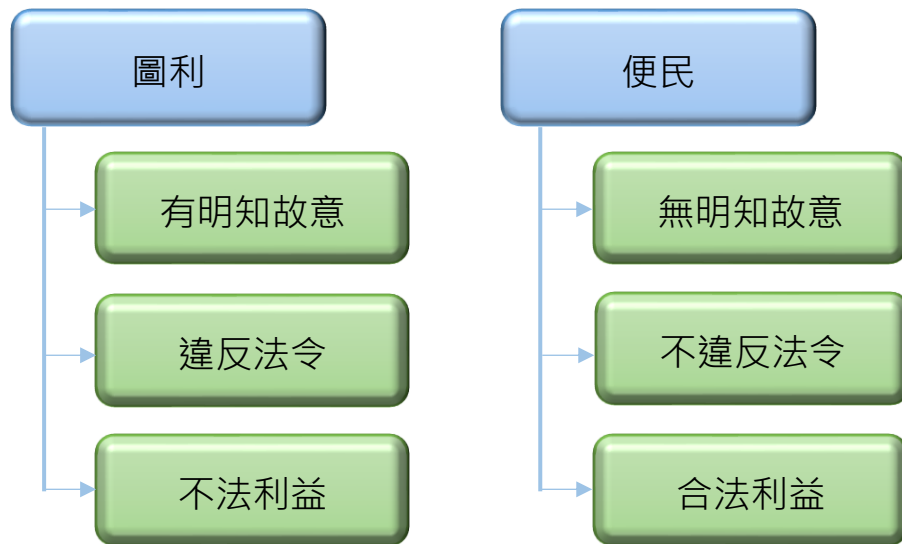 圖利
有明知故意
違反法令
不法利益
便民
無明知故意
不違反法令
合法利益